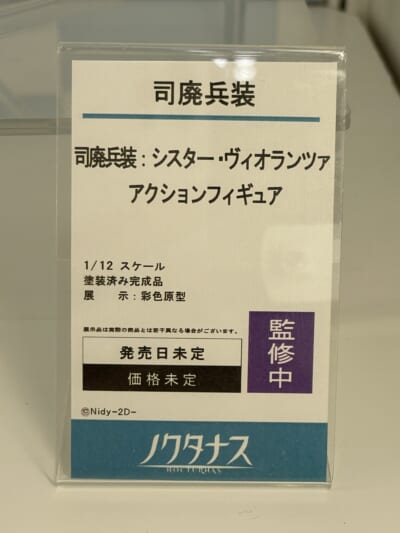 司廃兵装
司廃兵装：シスター・ヴィオランツァ
アクションフィギュア
1/12 スケール
塗装済み完成品
展　示：彩色原型
展示品は実際の商品とは若干異なる場合がございます。
発売日未定
価格未定
監修中
©Nidy-2D-
ノクタナス
NOCTURNAS